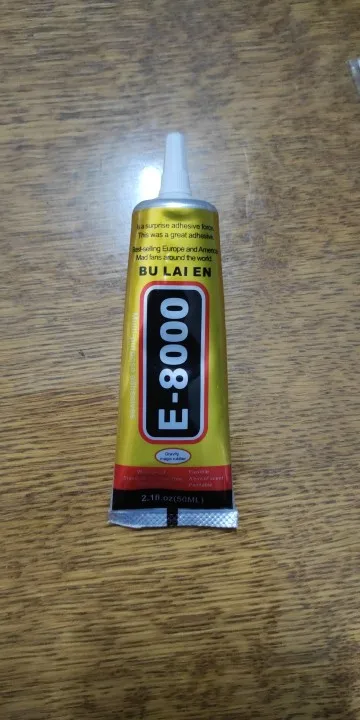 is a surprise adhesive force.
This was a great adhesive.
Best-selling Europe and America
Mad fans around the world
BU LAI EN
E-8000
2.18.oz(50ML)